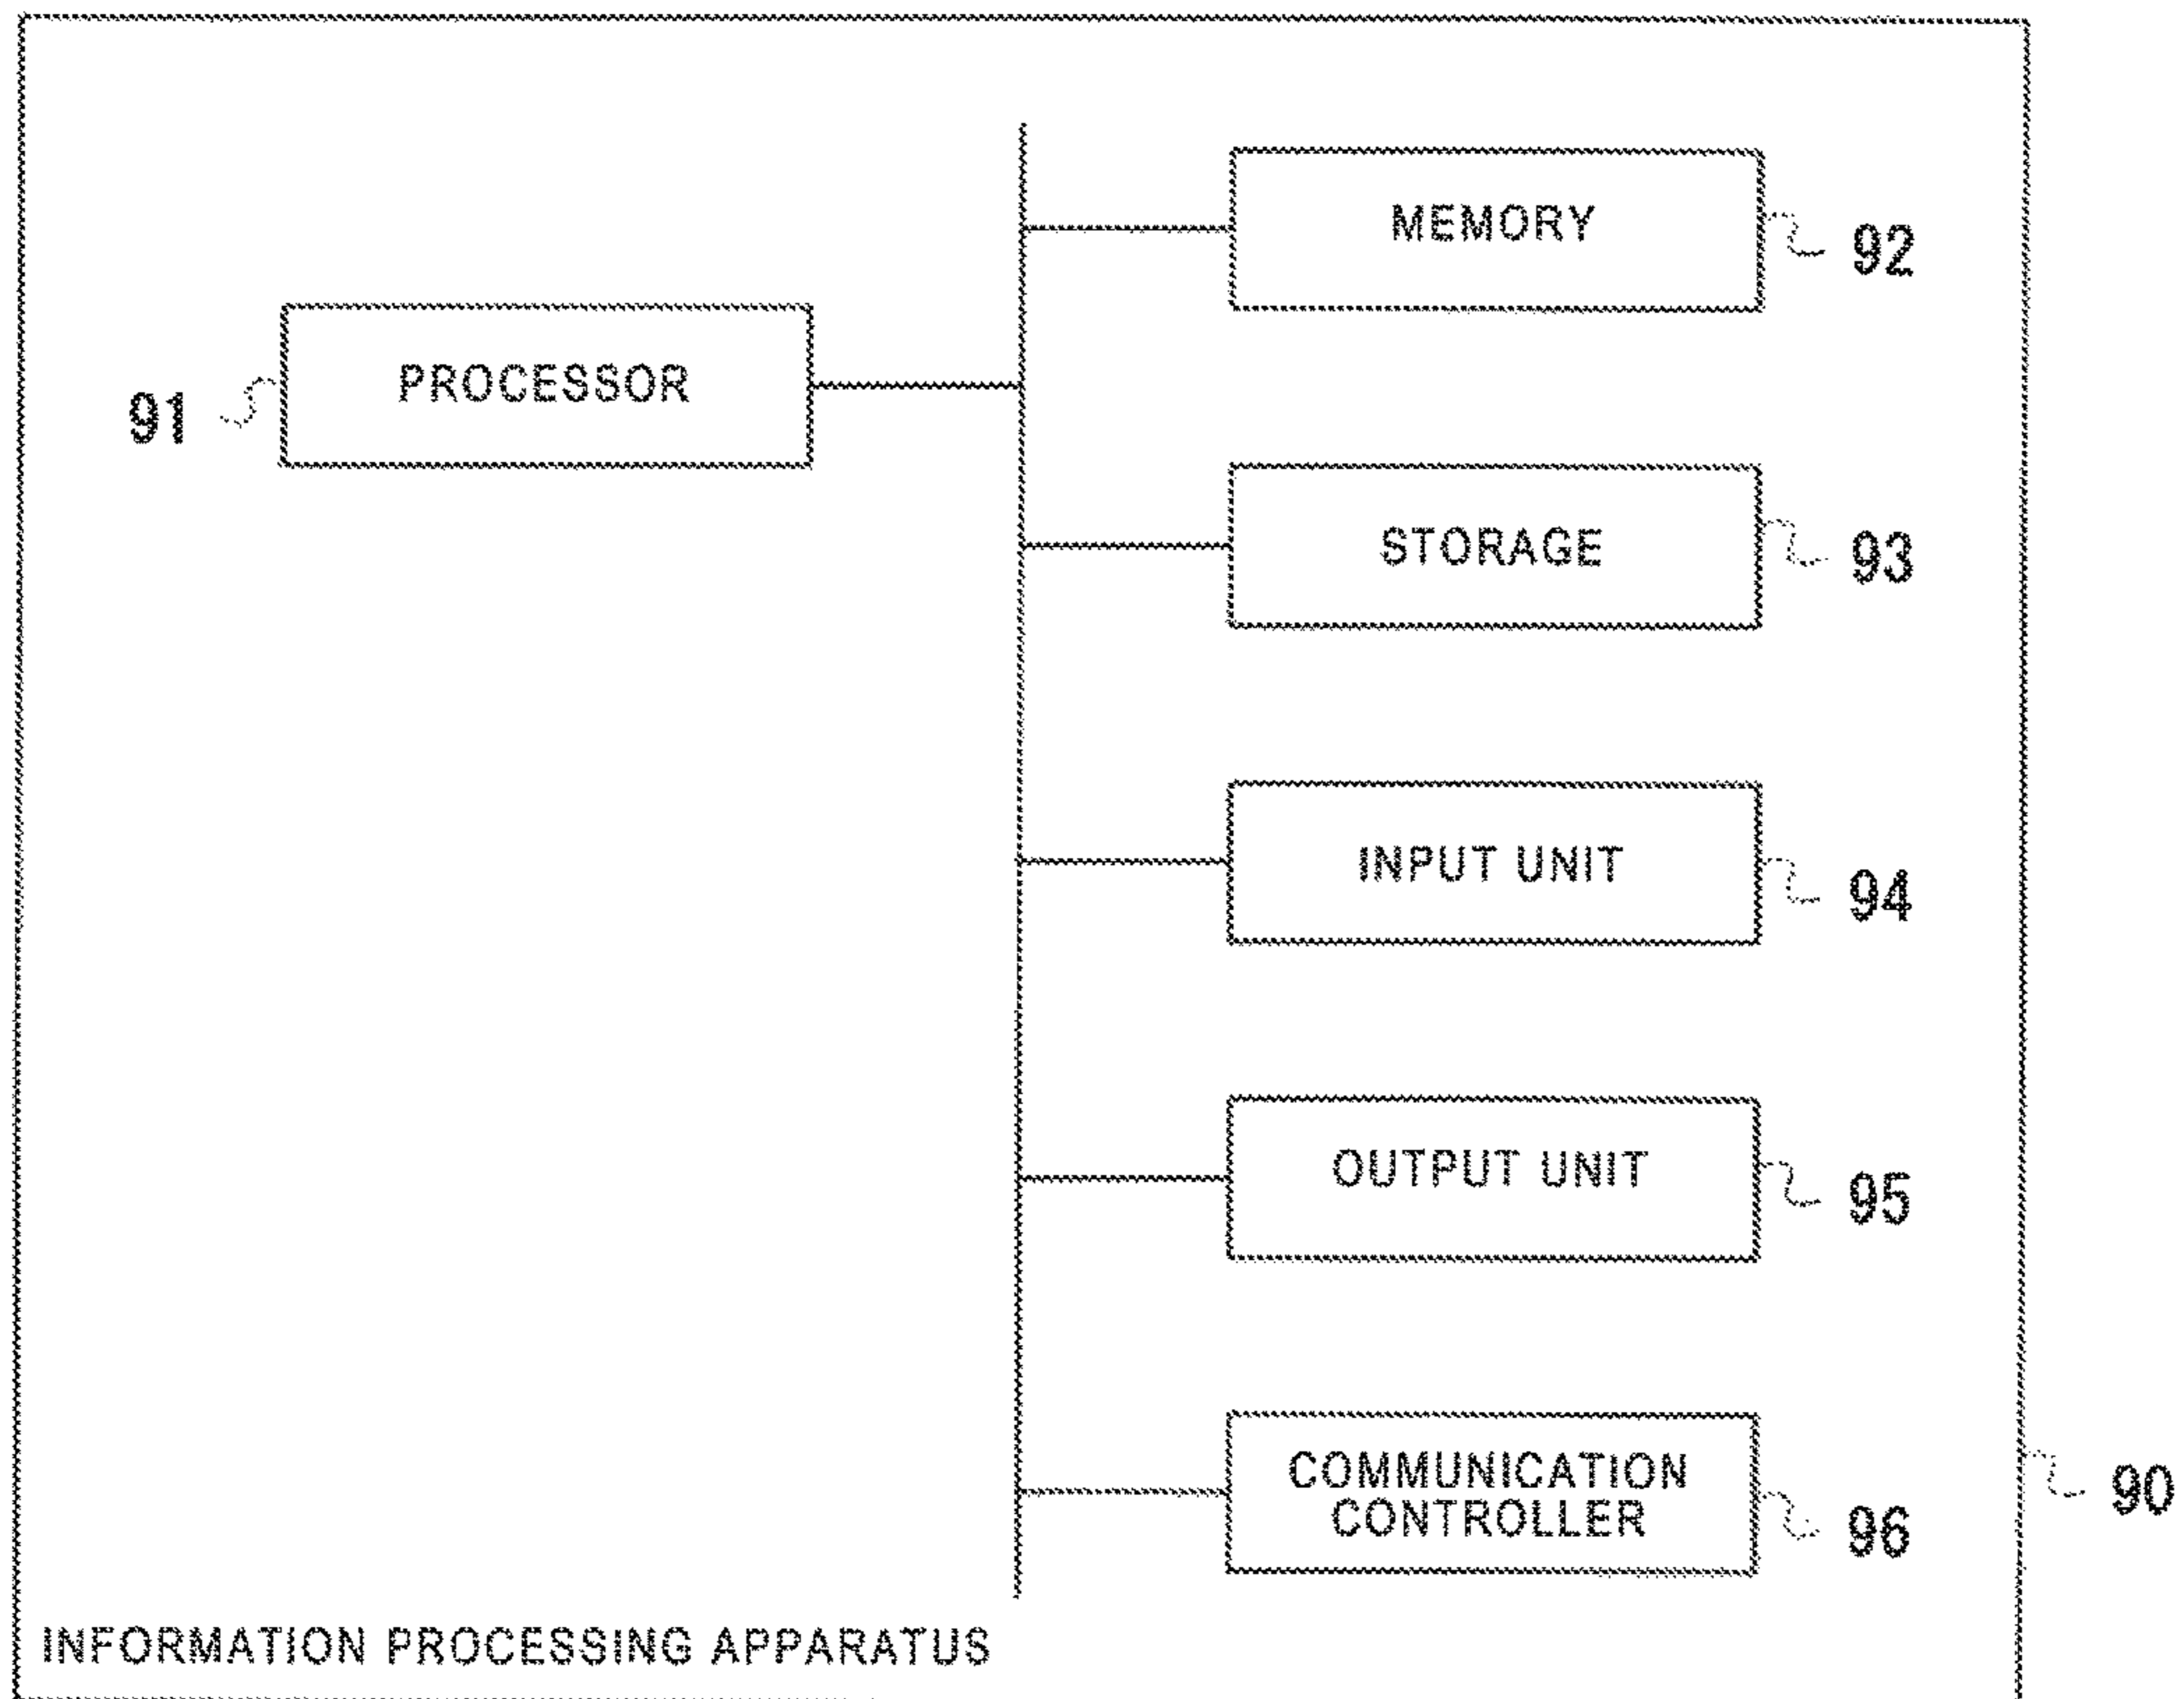 MEMORY
92
PROCESSOR
91
STORAGE
93
INPUT UNIT
94
OUTPUT UNIT
95
COMMUNICATION
CONTROLLER
96
90
INFORMATION PROCESSING APPARATUS